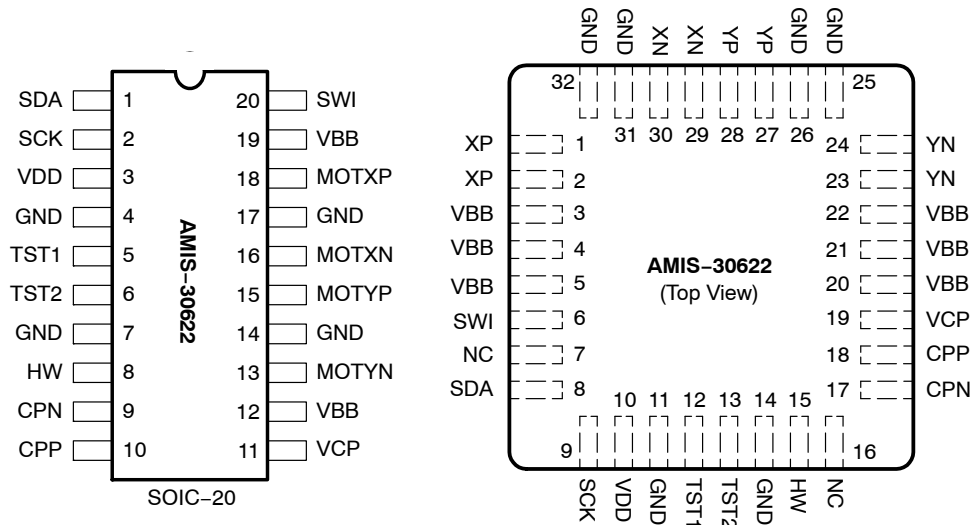 SDA 1 20 SWI
SCK 2 19 VBB
VDD 3 18 MOTXP
GND 4 17 GND
TST1 5 16 MOTXN
TST2 6 15 MOTYP
GND 7 14 GND
HW 8 13 MOTYN
CPN 9 12 VBB
CPP 10 11 VCP
AMIS−30622
SOIC−20
GND GND XN XN YP YP GND GND
32 31 30 29 28 27 26 25
XP 1 24 YN
XP 2 23 YN
VBB 3 22 VBB
VBB 4 21 VBB
VBB 5 20 VBB
SWI 6 19 VCP
NC 7 18 CPP
SDA 8 17 CPN
AMIS−30622
(Top View)
9 10 11 12 13 14 15 16
SCK VDD GND TST1 TST2 GND HW NC